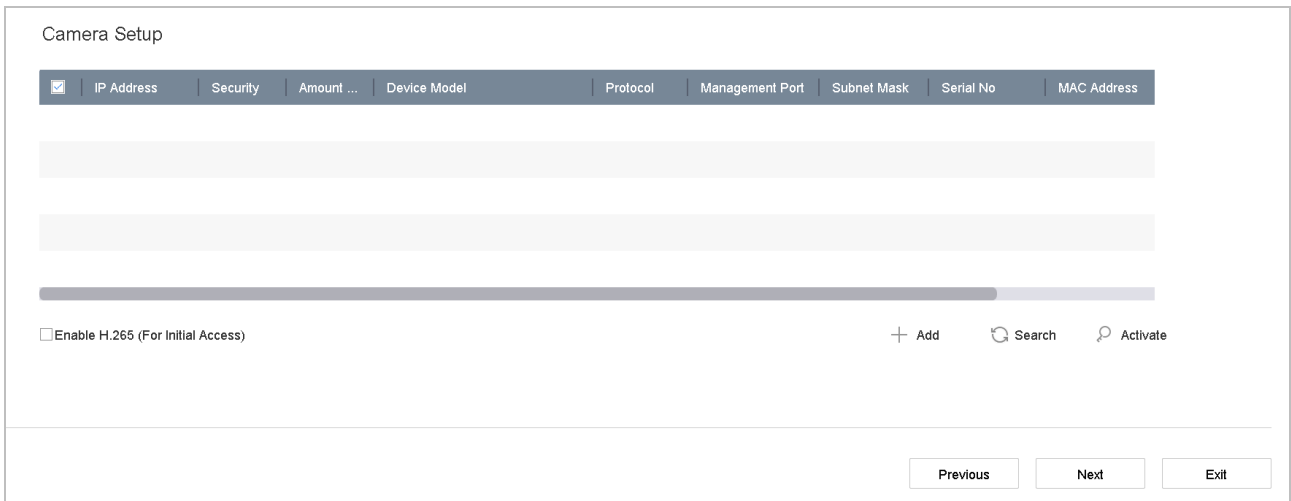 Camera Setup
IP Address Security Amount ... Device Model Protocol Management Port Subnet Mask Serial No MAC Address
Enable H.265 (For Initial Access) Add Search Activate
Previous Next Exit